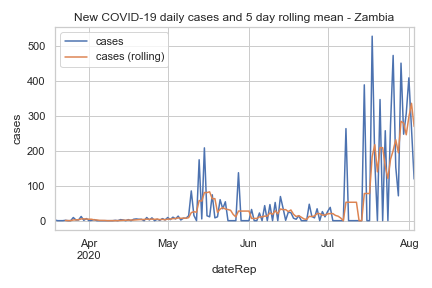 New COVID-19 daily cases and 5 day rolling mean - Zambia
cases
cases (rolling)
500
400
300
200
100
0
cases
Apr
2020
May
Jun
Jul
Aug
dateRep